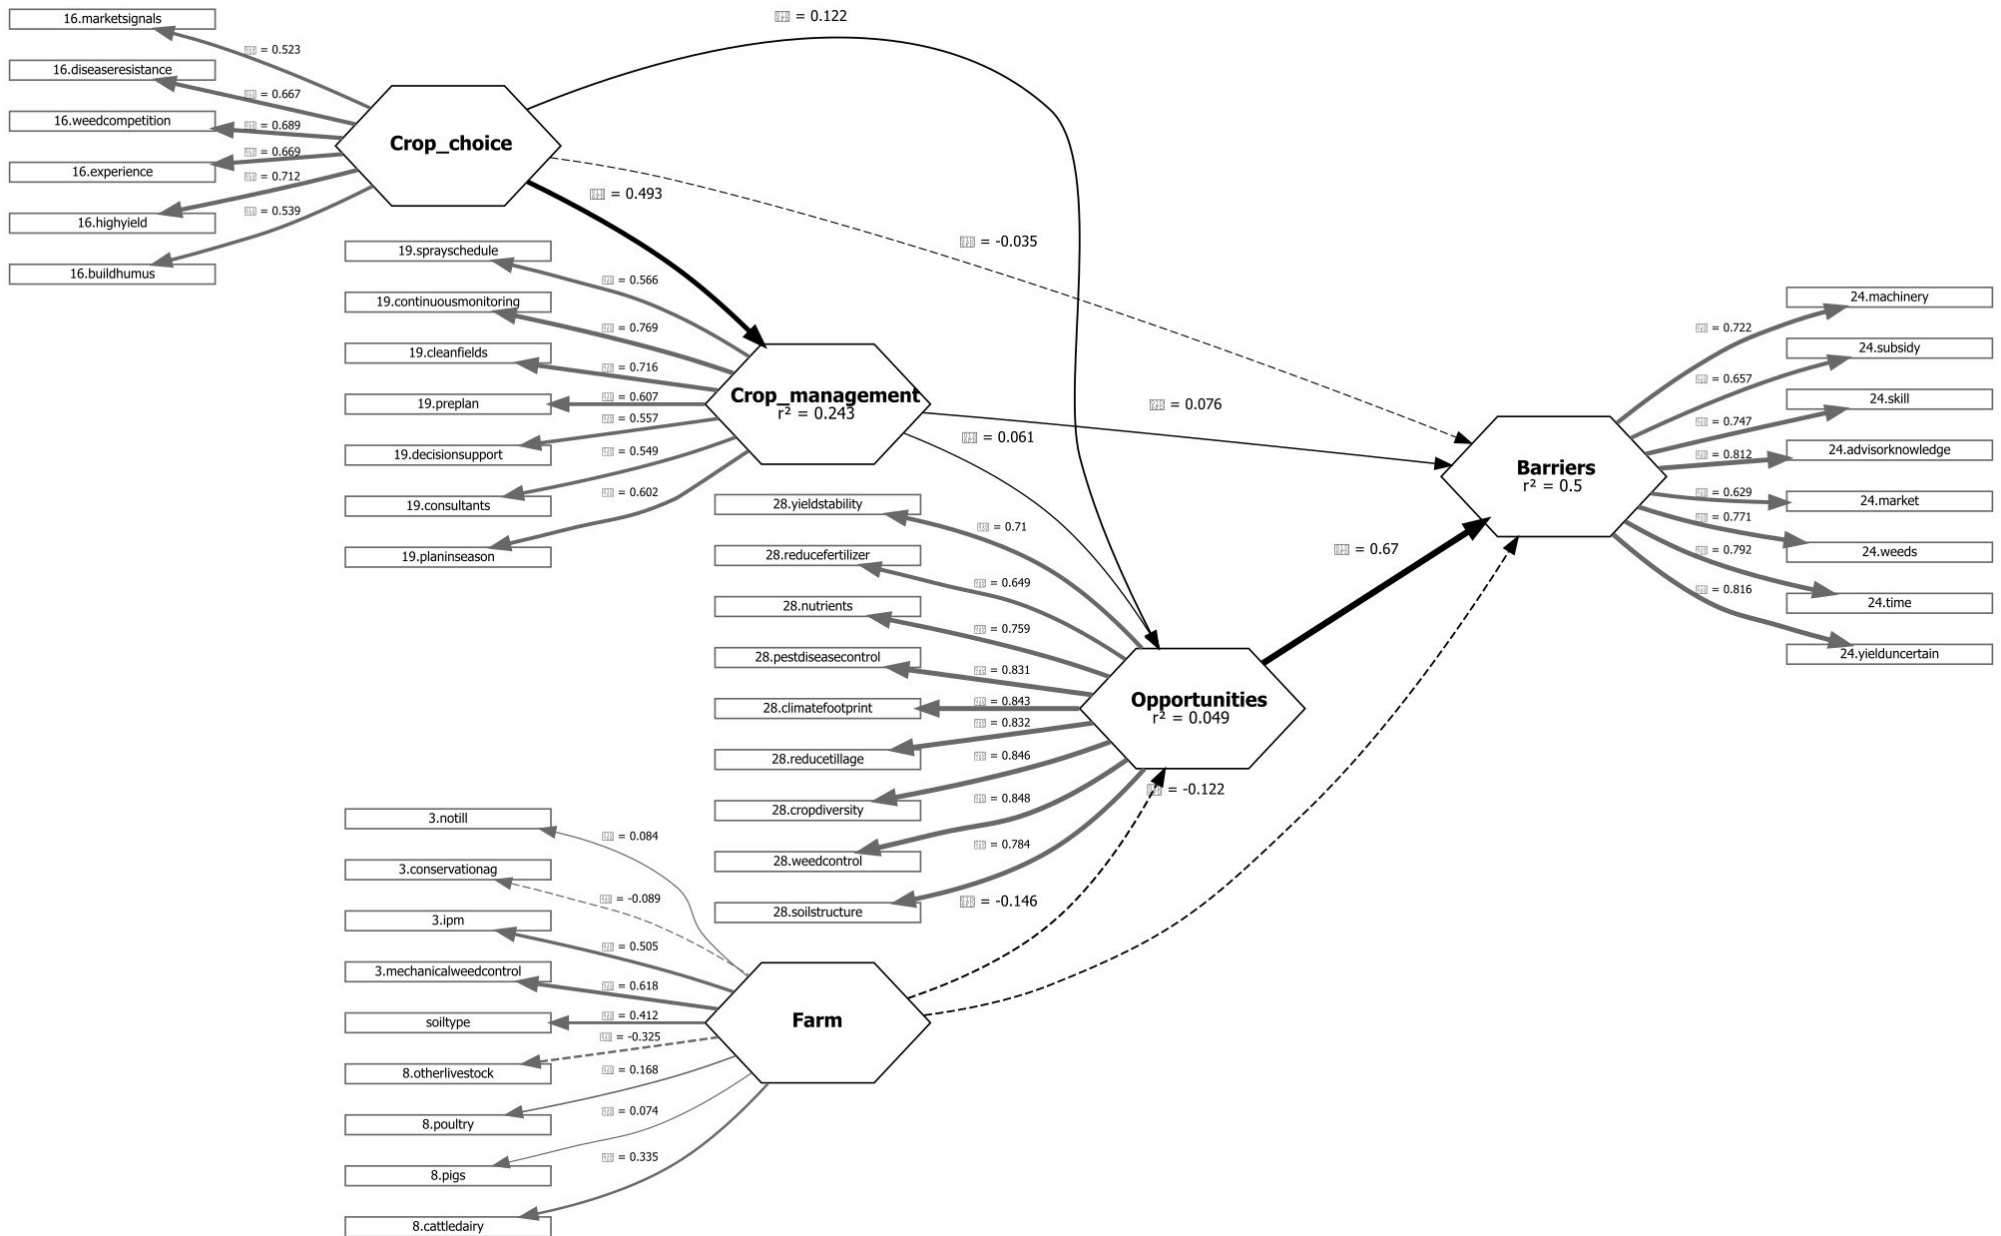 16.marketsignals
16.diseaseresistance
16.weedcompetition
16.experience
16.highyield
16.buildhumus
= 0.523
= 0.667
= 0.689
= 0.669
= 0.712
= 0.539
Crop_choice
= 0.122
= 0.493
= -0.035
19.sprayschedule
19.continuousmonitoring
19.cleanfields
19.preplan
19.decisionsupport
19.consultants
19.planinseason
= 0.566
= 0.769
= 0.716
= 0.607
= 0.557
= 0.549
= 0.602
Crop_management
r² = 0.243
= 0.076
= 0.061
28.yieldstability
28.reducefertilizer
28.nutrients
28.pestdiseasecontrol
28.climatefootprint
28.reducetillage
28.cropdiversity
28.weedcontrol
28.soilstructure
= 0.71
= 0.649
= 0.759
= 0.831
= 0.843
= 0.832
= 0.846
= 0.848
= 0.784
Opportunities
r² = 0.049
= 0.67
= -0.122
= -0.146
Barriers
r² = 0.5
= 0.722
= 0.657
= 0.747
= 0.812
= 0.629
= 0.771
= 0.792
= 0.816
24.machinery
24.subsidy
24.skill
24.advisorknowledge
24.market
24.weeds
24.time
24.yielduncertain
3.notill
3.conservationag
3.ipm
3.mechanicalweedcontrol
soiltype
8.otherlivestock
8.poultry
8.pigs
8.cattledairy
= 0.084
= -0.089
= 0.505
= 0.618
= 0.412
= -0.325
= 0.168
= 0.074
= 0.335
Farm